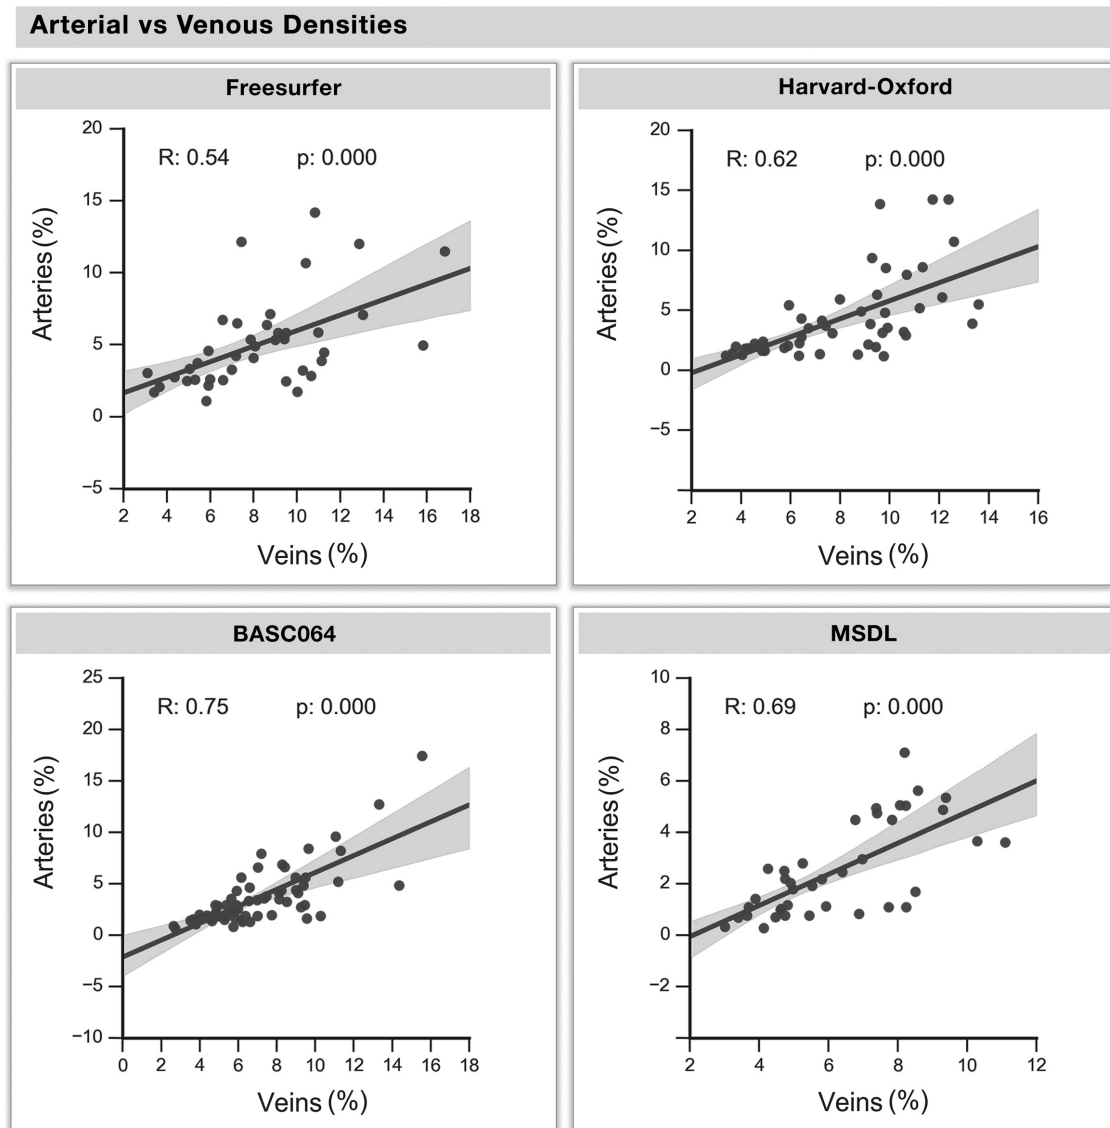 Arterial vs Venous Densities
Freesurfer
R: 0.54 p: 0.000
20
15
10
5
0
−5
Arteries (%)
2 4 6 8 10 12 14 16 18
Veins (%)
Harvard-Oxford
R: 0.62 p: 0.000
20
15
10
5
0
−5
Arteries (%)
2 4 6 8 10 12 14 16
Veins (%)
BASC064
R: 0.75 p: 0.000
25
20
15
10
5
0
−5
−10
Arteries (%)
0 2 4 6 8 10 12 14 16 18
Veins (%)
MSDL
R: 0.69 p: 0.000
10
8
6
4
2
0
−2
Arteries (%)
2 4 6 8 10 12
Veins (%)